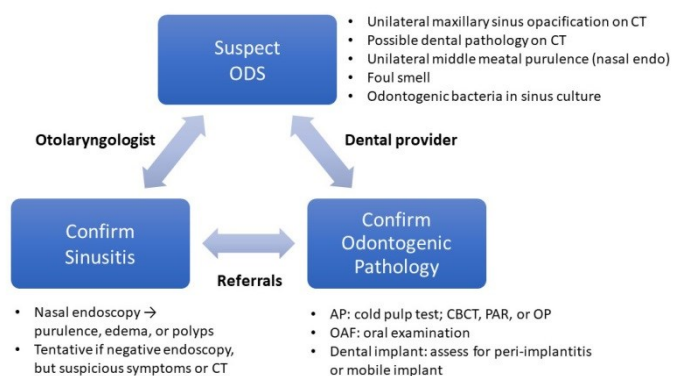 Suspect
ODS
• Unilateral maxillary sinus opacification on CT
• Possible dental pathology on CT
• Unilateral middle meatal purulence (nasal endo)
• Foul smell
• Odontogenic bacteria in sinus culture
Otolaryngologist
Dental provider
Confirm
Sinusitis
Referrals
Confirm
Odontogenic
Pathology
• Nasal endoscopy →
purulence, edema, or polyps
• Tentative if negative endoscopy,
but suspicious symptoms or CT
• AP: cold pulp test; CBCT, PAR, or OP
• OAF: oral examination
• Dental implant: assess for peri-implantitis
or mobile implant